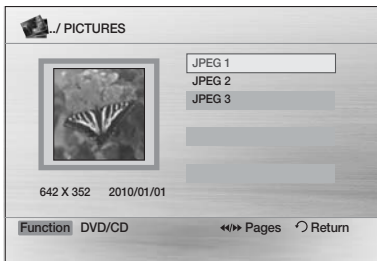 ../ PICTURES
JPEG 1
JPEG 2
JPEG 3
642 X 352 2010/01/01
Function DVD/CD Pages Return